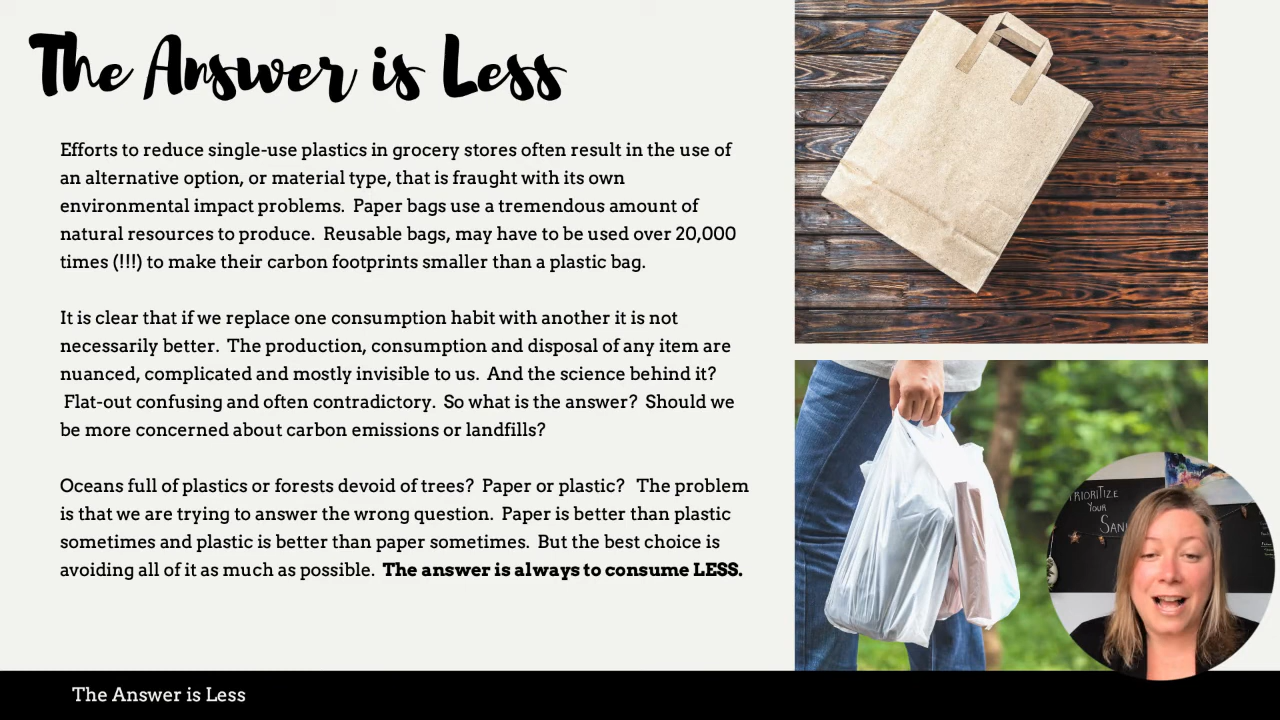 The Answer is Less
Efforts to reduce single-use plastics in grocery stores often result in the use of
an alternative option, or material type, that is fraught with its own
environmental impact problems.  Paper bags use a tremendous amount of
natural resources to produce.  Reusable bags, may have to be used over 20,000
times (!!!) to make their carbon footprints smaller than a plastic bag.
It is clear that if we replace one consumption habit with another it is not
necessarily better.  The production, consumption and disposal of any item are
nuanced, complicated and mostly invisible to us.  And the science behind it?
Flat-out confusing and often contradictory.  So what is the answer?  Should we
be more concerned about carbon emissions or landfills?
Oceans full of plastics or forests devoid of trees?  Paper or plastic?   The problem
is that we are trying to answer the wrong question.  Paper is better than plastic
sometimes and plastic is better than paper sometimes.  But the best choice is
avoiding all of it as much as possible.  The answer is always to consume LESS.
YOUR
The Answer is Less